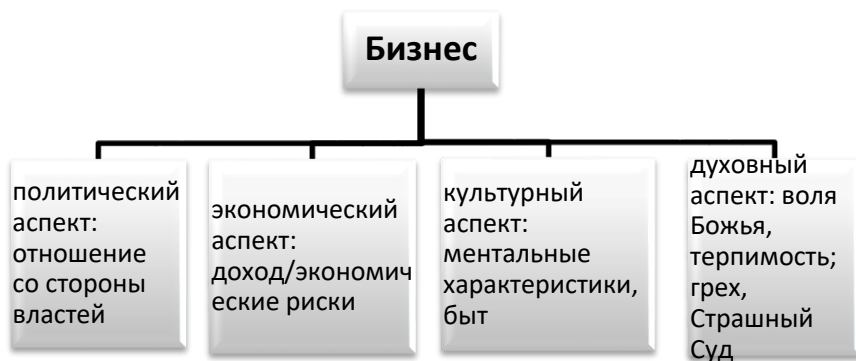 Бизнес
политический
аспект:
отношение
со стороны
властей
экономический
аспект:
доход/экономич
еские риски
культурный
аспект:
ментальные
характеристики,
быт
духовный
аспект: воля
Божья,
терпимость;
грех,
Страшный
Суд